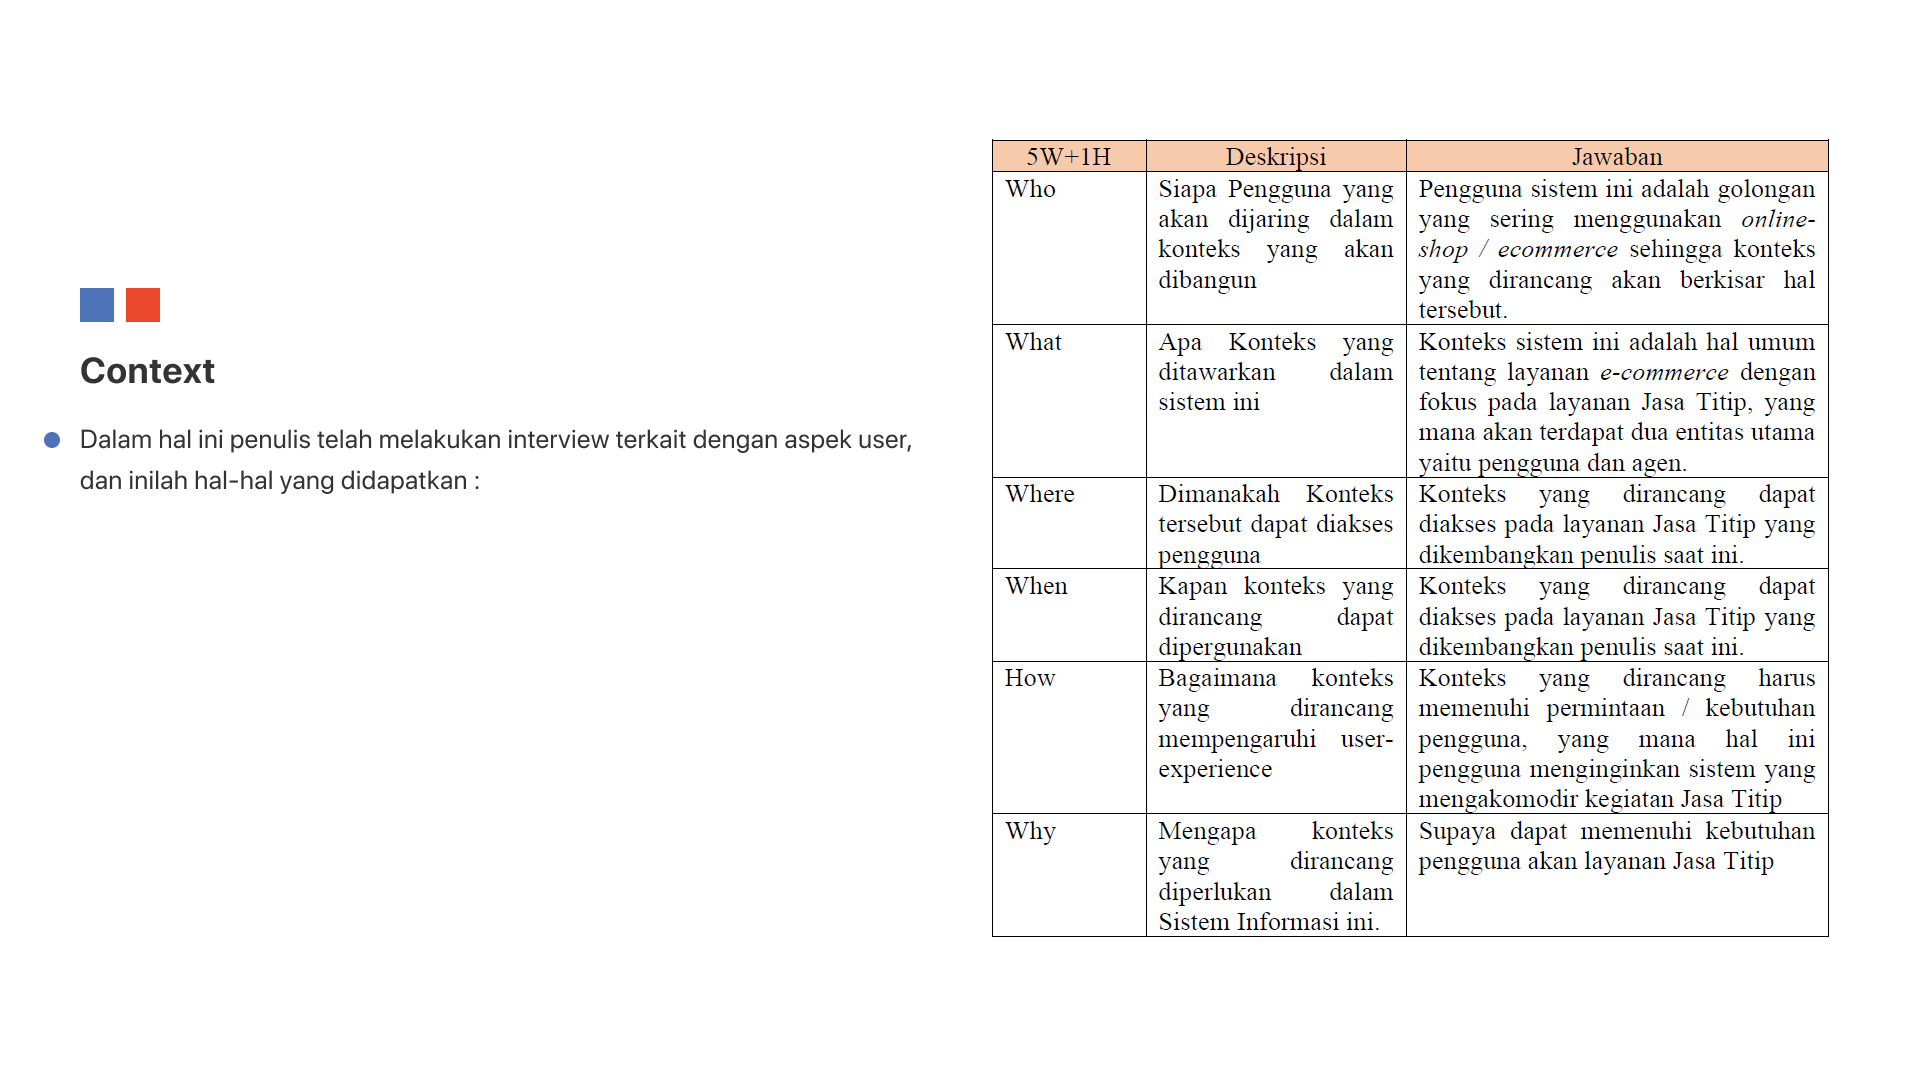 Context
Dalam hal ini penulis telah melakukan interview terkait dengan aspek user,
dan inilah hal-hal yang didapatkan :
5W+1H Deskripsi Jawaban
Who
Siapa Pengguna yang
akan dijaring dalam
konteks yang akan
dibangun
Pengguna sistem ini adalah golongan
yang sering menggunakan online-
shop / ecommerce sehingga konteks
yang dirancang akan berkisar hal
tersebut.
What
Apa Konteks yang
ditawarkan dalam
sistem ini
Konteks sistem ini adalah hal umum
tentang layanan e-commerce dengan
fokus pada layanan Jasa Titip, yang
mana akan terdapat dua entitas utama
yaitu pengguna dan agen.
Where
Dimanakah Konteks
tersebut dapat diakses
pengguna
Konteks yang dirancang dapat
diakses pada layanan Jasa Titip yang
dikembangkan penulis saat ini.
When
Kapan konteks yang
dirancang dapat
dipergunakan
Konteks yang dirancang dapat
diakses pada layanan Jasa Titip yang
dikembangkan penulis saat ini.
How
Bagaimana konteks
yang dirancang
mempengaruhi user-
experience
Konteks yang dirancang harus
memenuhi permintaan / kebutuhan
pengguna, yang mana hal ini
pengguna menginginkan sistem yang
mengakomodir kegiatan Jasa Titip
Why
Mengapa konteks
yang dirancang
diperlukan dalam
Sistem Informasi ini.
Supaya dapat memenuhi kebutuhan
pengguna akan layanan Jasa Titip